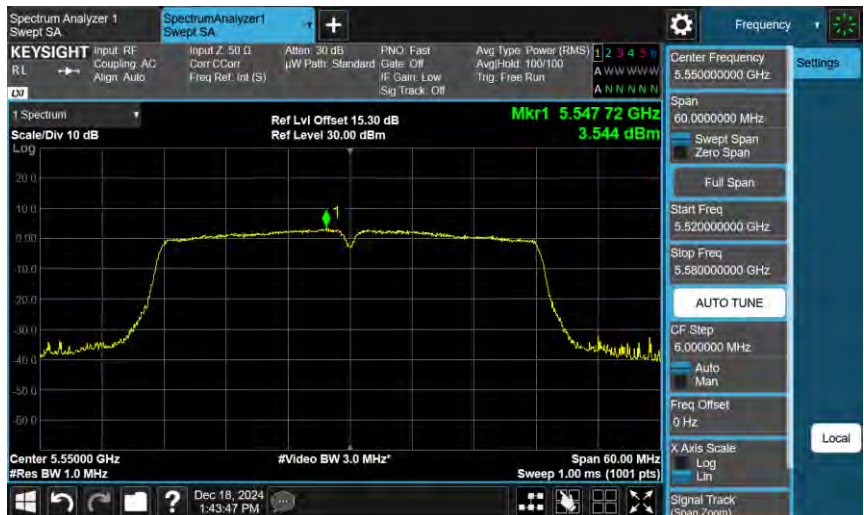 Spectrum Analyzer 1
Swept SA
SpectrumAnalyzer1
Swept SA
+
Frequency
KEYSIGHT
RL
LXI
Input: RF
Coupling: AC
Align: Auto
Input Z: 50 Ω
Corr CCorr
Freq Ref: Int (S)
Atten: 30 dB
µW Path: Standard
PNO: Fast
Gate: Off
IF Gain: Low
Sig Track: Off
Avg Type: Power (RMS)
Avg|Hold: 100/100
Trig: Free Run
1 2 3 4 5 6
A W W W W W
A N N N N N
1 Spectrum
Scale/Div 10 dB
Ref Lvl Offset 15.30 dB
Ref Level 30.00 dBm
Mkr1 5.547 72 GHz
3.544 dBm
Log
20.0
10.0
0.00
-10.0
-20.0
-30.0
-40.0
-50.0
-60.0
1
Center 5.55000 GHz
#Res BW 1.0 MHz
#Video BW 3.0 MHz*
Span 60.00 MHz
Sweep 1.00 ms (1001 pts)
Center Frequency
5.550000000 GHz
Settings
Span
60.0000000 MHz
Swept Span
Zero Span
Full Span
Start Freq
5.520000000 GHz
Stop Freq
5.580000000 GHz
AUTO TUNE
CF Step
6.000000 MHz
Auto
Man
Freq Offset
0 Hz
X Axis Scale
Log
Lin
Signal Track
(Span Zoom)
Local
?
Dec 18, 2024
1:43:47 PM